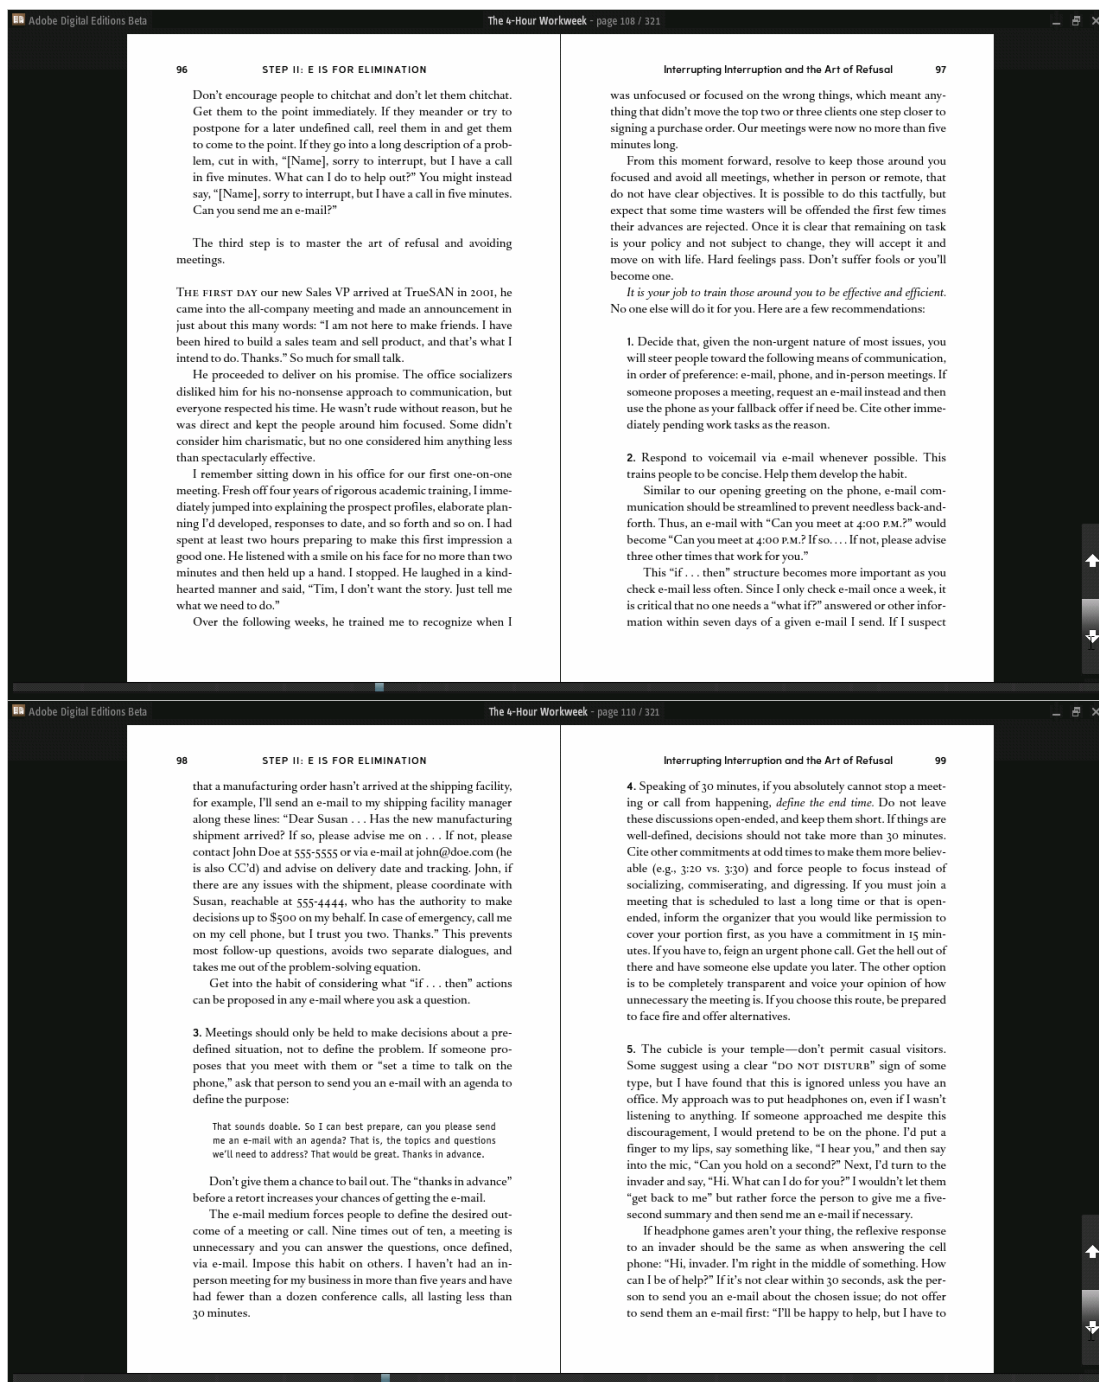 Adobe Digital Editions Beta
The 4-Hour Workweek - page 108 / 321
96 STEP II: E IS FOR ELIMINATION
Don't encourage people to chitchat and don't let them chitchat.
Get them to the point immediately. If they meander or try to
postpone for a later undefined call, reel them in and get them
to come to the point. If they go into a long description of a prob-
lem, cut in with, “[Name], sorry to interrupt, but I have a call
in five minutes. What can I do to help out?” You might instead
say, “[Name], sorry to interrupt, but I have a call in five minutes.
Can you send me an e-mail?”
The third step is to master the art of refusal and avoiding
meetings.
THE FIRST DAY our new Sales VP arrived at TrueSAN in 2001, he
came into the all-company meeting and made an announcement in
just about this many words: “I am not here to make friends. I have
been hired to build a sales team and sell product, and that's what I
intend to do. Thanks.” So much for small talk.
He proceeded to deliver on his promise. The office socializers
disliked him for his no-nonsense approach to communication, but
everyone respected his time. He wasn't rude without reason, but he
was direct and kept the people around him focused. Some didn't
consider him charismatic, but no one considered him anything less
than spectacularly effective.
I remember sitting down in his office for our first one-on-one
meeting. Fresh off four years of rigorous academic training, I imme-
diately jumped into explaining the prospect profiles, elaborate plan-
ning I'd developed, responses to date, and so forth and so on. I had
spent at least two hours preparing to make this first impression a
good one. He listened with a smile on his face for no more than two
minutes and then held up a hand. I stopped. He laughed in a kind-
hearted manner and said, “Tim, I don't want the story. Just tell me
what we need to do.”
Over the following weeks, he trained me to recognize when I
Interrupting Interruption and the Art of Refusal 97
was unfocused or focused on the wrong things, which meant any-
thing that didn't move the top two or three clients one step closer to
signing a purchase order. Our meetings were now no more than five
minutes long.
From this moment forward, resolve to keep those around you
focused and avoid all meetings, whether in person or remote, that
do not have clear objectives. It is possible to do this tactfully, but
expect that some time wasters will be offended the first few times
their advances are rejected. Once it is clear that remaining on task
is your policy and not subject to change, they will accept it and
move on with life. Hard feelings pass. Don't suffer fools or you'll
become one.
It is your job to train those around you to be effective and efficient.
No one else will do it for you. Here are a few recommendations:
1. Decide that, given the non-urgent nature of most issues, you
will steer people toward the following means of communication,
in order of preference: e-mail, phone, and in-person meetings. If
someone proposes a meeting, request an e-mail instead and then
use the phone as your fallback offer if need be. Cite other imme-
diately pending work tasks as the reason.
2. Respond to voicemail via e-mail whenever possible. This
trains people to be concise. Help them develop the habit.
Similar to our opening greeting on the phone, e-mail com-
munication should be streamlined to prevent needless back-and-
forth. Thus, an e-mail with “Can you meet at 4:00 P.M.?” would
become “Can you meet at 4:00 P.M.? If so. . . . If not, please advise
three other times that work for you.”
This “if . . . then” structure becomes more important as you
check e-mail less often. Since I only check e-mail once a week, it
is critical that no one needs a “what if?” answered or other infor-
mation within seven days of a given e-mail I send. If I suspect
Adobe Digital Editions Beta
The 4-Hour Workweek - page 110 / 321
98 STEP II: E IS FOR ELIMINATION
that a manufacturing order hasn't arrived at the shipping facility,
for example, I'll send an e-mail to my shipping facility manager
along these lines: “Dear Susan . . . Has the new manufacturing
shipment arrived? If so, please advise me on . . . If not, please
contact John Doe at 555-5555 or via e-mail at john@doe.com (he
is also CC'd) and advise on delivery date and tracking. John, if
there are any issues with the shipment, please coordinate with
Susan, reachable at 555-4444, who has the authority to make
decisions up to $500 on my behalf. In case of emergency, call me
on my cell phone, but I trust you two. Thanks.” This prevents
most follow-up questions, avoids two separate dialogues, and
takes me out of the problem-solving equation.
Get into the habit of considering what “if . . . then” actions
can be proposed in any e-mail where you ask a question.
3. Meetings should only be held to make decisions about a pre-
defined situation, not to define the problem. If someone pro-
poses that you meet with them or “set a time to talk on the
phone,” ask that person to send you an e-mail with an agenda to
define the purpose:
That sounds doable. So I can best prepare, can you please send
me an e-mail with an agenda? That is, the topics and questions
we'll need to address? That would be great. Thanks in advance.
Don't give them a chance to bail out. The “thanks in advance”
before a retort increases your chances of getting the e-mail.
The e-mail medium forces people to define the desired out-
come of a meeting or call. Nine times out of ten, a meeting is
unnecessary and you can answer the questions, once defined,
via e-mail. Impose this habit on others. I haven't had an in-
person meeting for my business in more than five years and have
had fewer than a dozen conference calls, all lasting less than
30 minutes.
Interrupting Interruption and the Art of Refusal 99
4. Speaking of 30 minutes, if you absolutely cannot stop a meet-
ing or call from happening, define the end time. Do not leave
these discussions open-ended, and keep them short. If things are
well-defined, decisions should not take more than 30 minutes.
Cite other commitments at odd times to make them more believ-
able (e.g., 3:20 vs. 3:30) and force people to focus instead of
socializing, commiserating, and digressing. If you must join a
meeting that is scheduled to last a long time or that is open-
ended, inform the organizer that you would like permission to
cover your portion first, as you have a commitment in 15 min-
utes. If you have to, feign an urgent phone call. Get the hell out of
there and have someone else update you later. The other option
is to be completely transparent and voice your opinion of how
unnecessary the meeting is. If you choose this route, be prepared
to face fire and offer alternatives.
5. The cubicle is your temple—don't permit casual visitors.
Some suggest using a clear “DO NOT DISTURB” sign of some
type, but I have found that this is ignored unless you have an
office. My approach was to put headphones on, even if I wasn't
listening to anything. If someone approached me despite this
discouragement, I would pretend to be on the phone. I'd put a
finger to my lips, say something like, “I hear you,” and then say
into the mic, “Can you hold on a second?” Next, I'd turn to the
invader and say, “Hi. What can I do for you?” I wouldn't let them
“get back to me” but rather force the person to give me a five-
second summary and then send me an e-mail if necessary.
If headphone games aren't your thing, the reflexive response
to an invader should be the same as when answering the cell
phone: “Hi, invader. I'm right in the middle of something. How
can I be of help?” If it's not clear within 30 seconds, ask the per-
son to send you an e-mail about the chosen issue; do not offer
to send them an e-mail first: “I'll be happy to help, but I have to